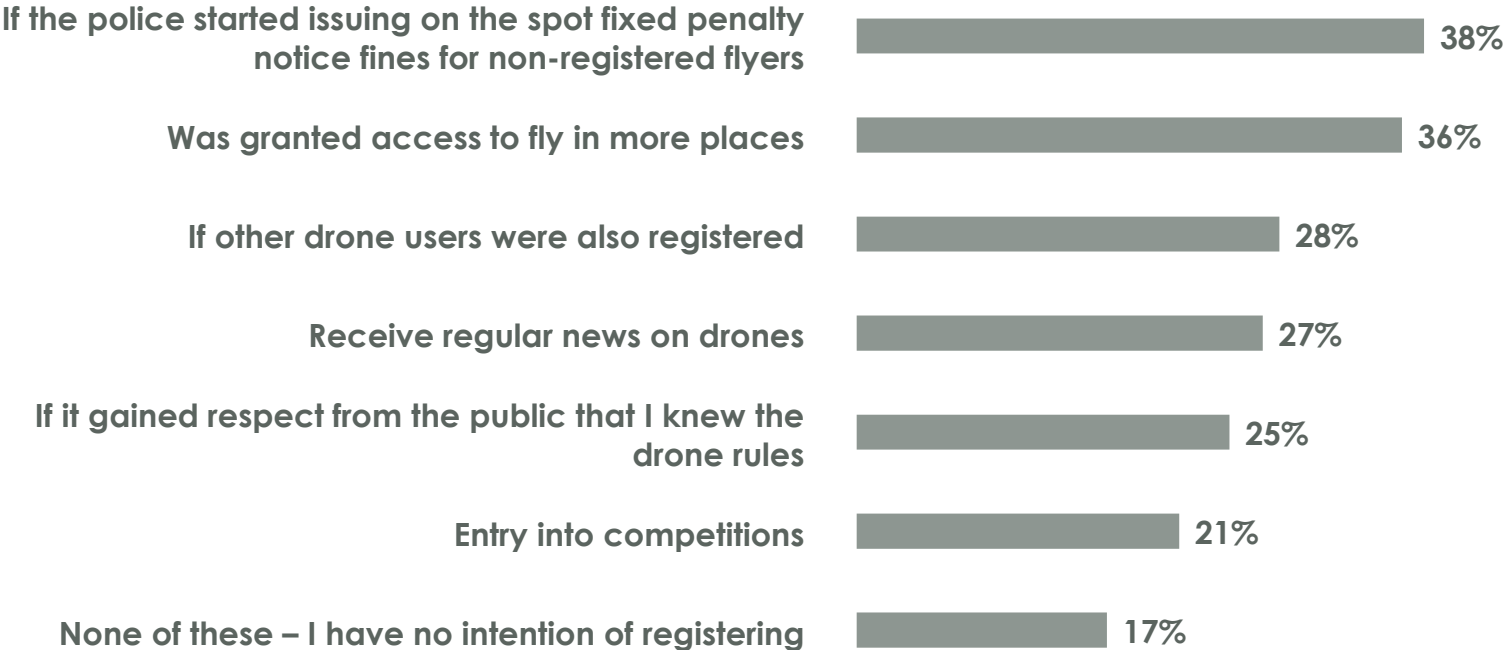 If the police started issuing on the spot fixed penalty
notice fines for non-registered flyers
38%
Was granted access to fly in more places
36%
If other drone users were also registered
28%
Receive regular news on drones
27%
If it gained respect from the public that I knew the
drone rules
25%
Entry into competitions
21%
None of these – I have no intention of registering
17%